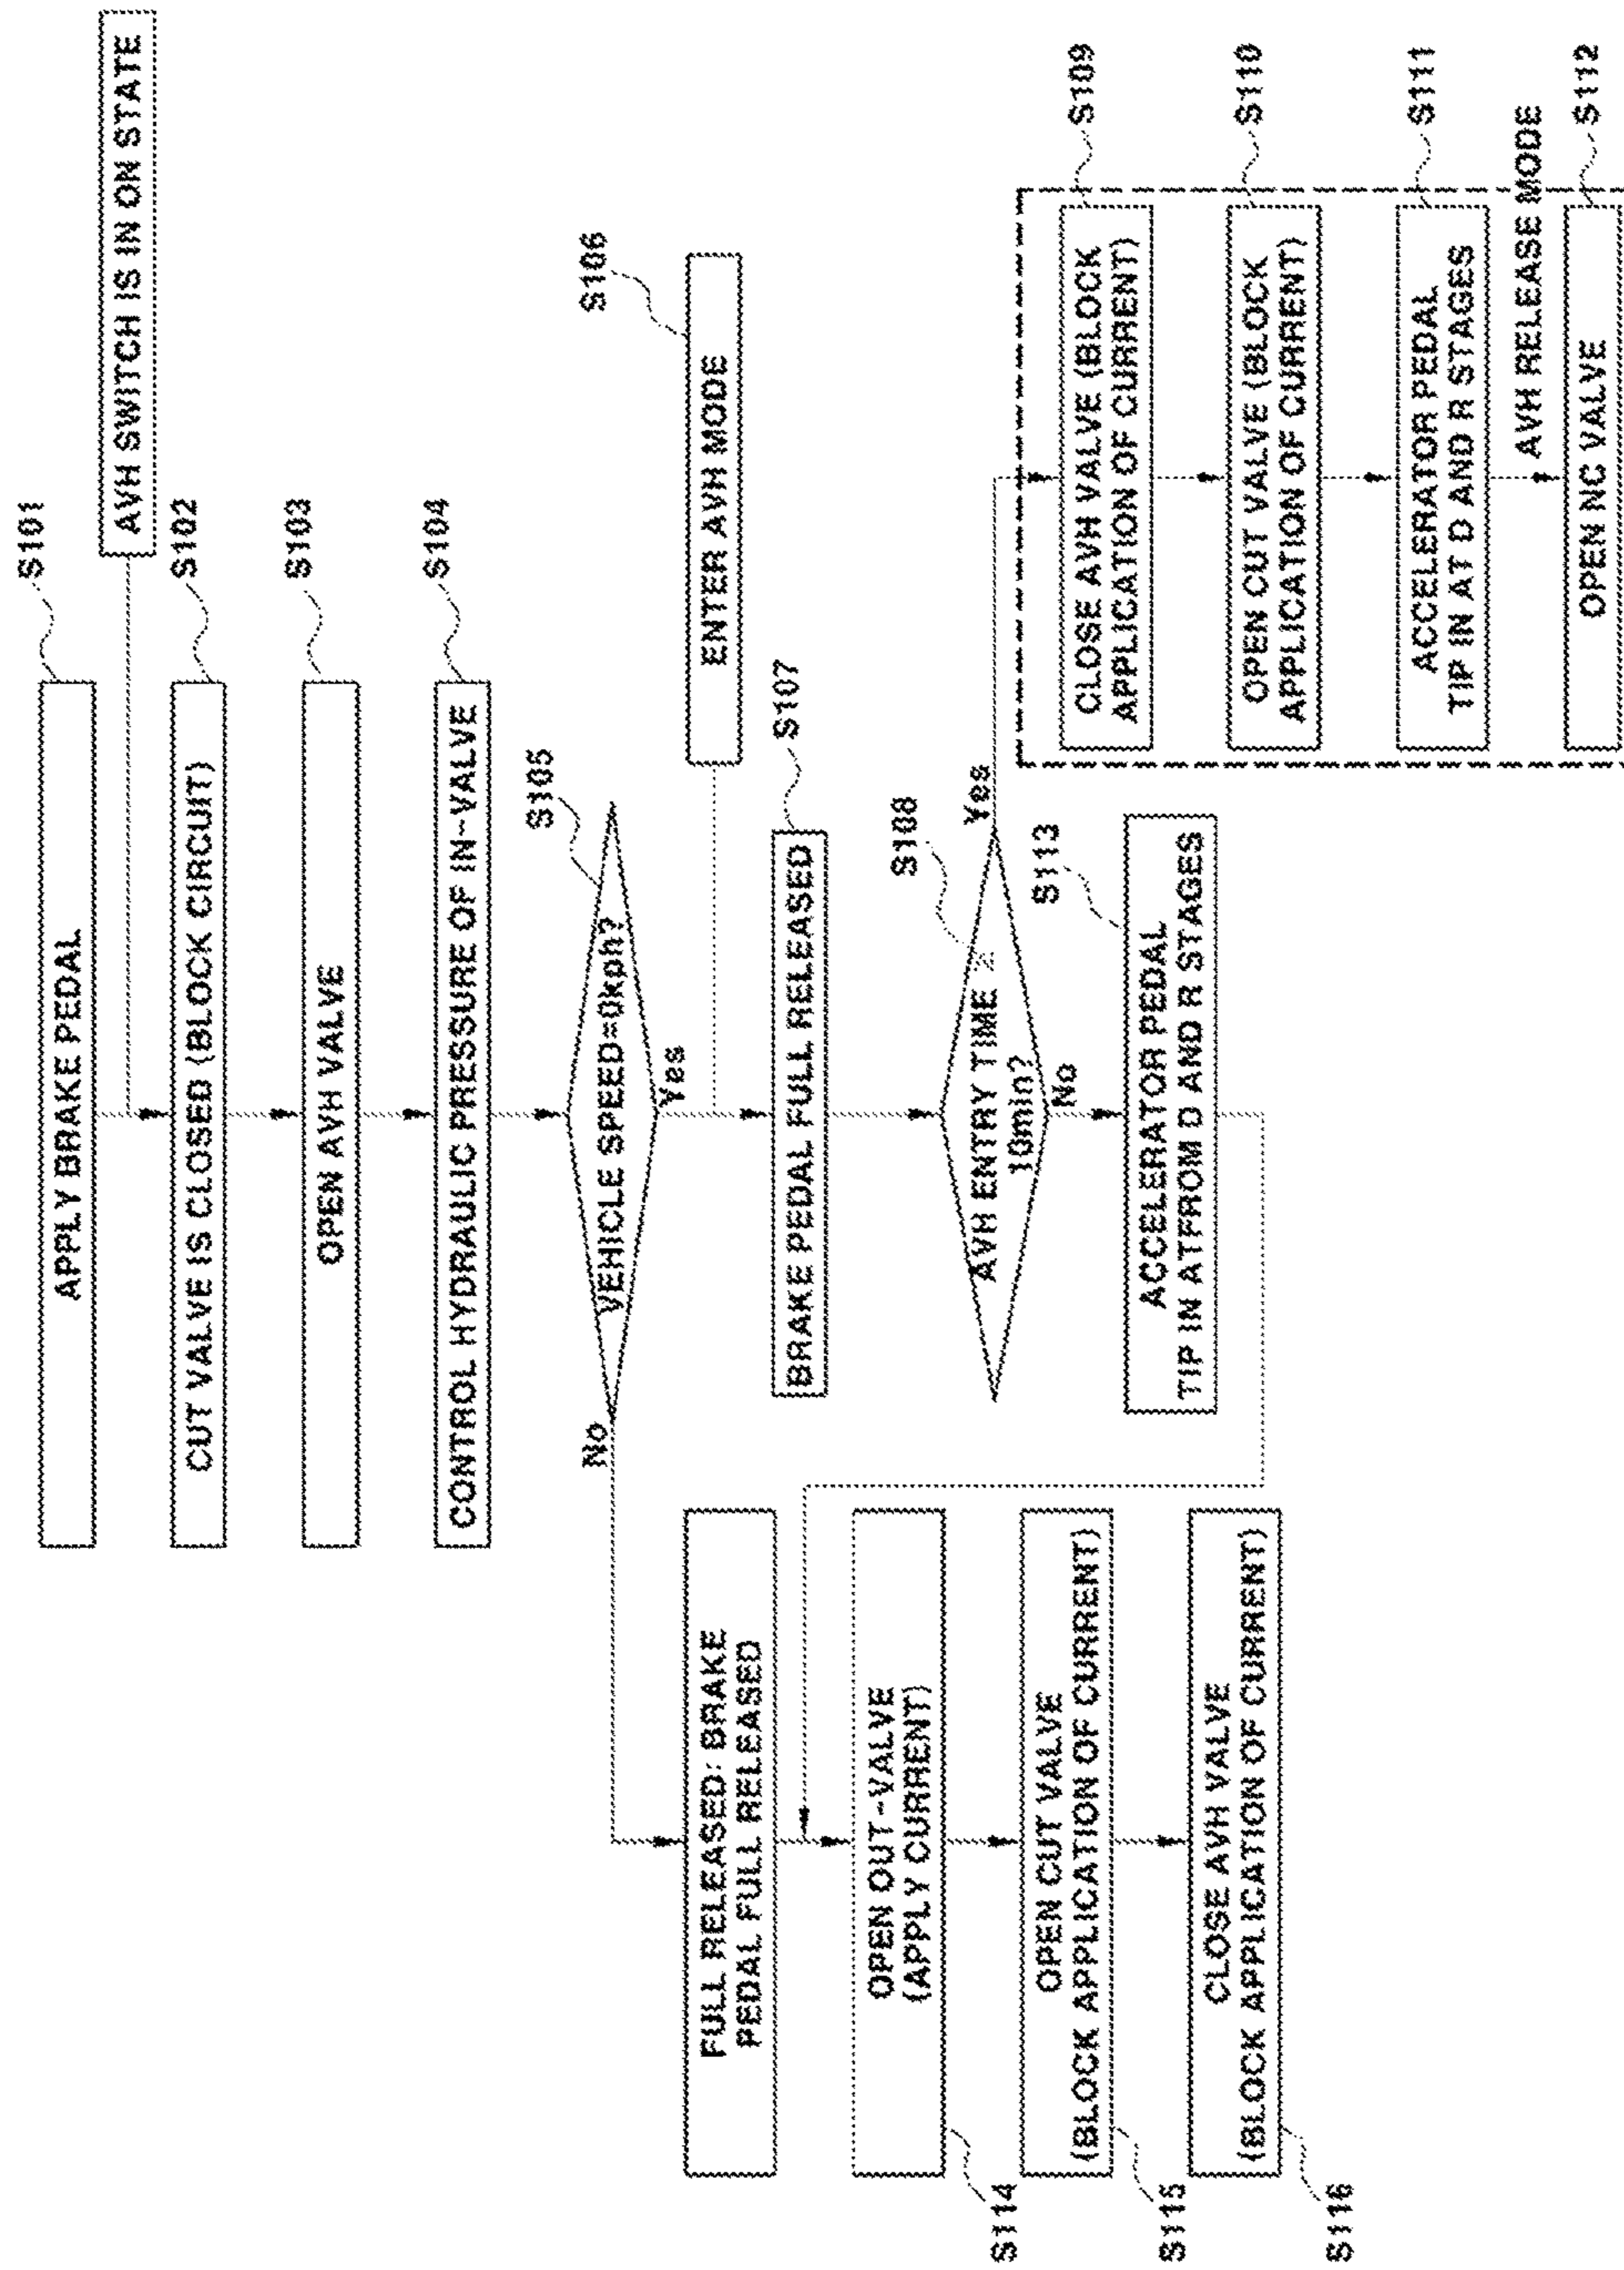 APPLY BRAKE PEDAL
S101
AVH SWITCH IS IN ON STATE
CUT VALVE IS CLOSED (BLOCK CIRCUIT)
S102
OPEN AVH VALVE
S103
CONTROL HYDRAULIC PRESSURE OF IN-VALVE
S104
S105
VEHICLE SPEED=0kph?
No
Yes
S106
ENTER AVH MODE
FULL RELEASED: BRAKE
PEDAL FULL RELEASED
BRAKE PEDAL FULL RELEASED
S107
S108
AVH ENTRY TIME ≥
10min?
Yes
No
OPEN OUT-VALVE
(APPLY CURRENT)
S114
OPEN CUT VALVE
(BLOCK APPLICATION OF CURRENT)
S115
CLOSE AVH VALVE
(BLOCK APPLICATION OF CURRENT)
S116
S113
ACCELERATOR PEDAL
TIP IN ATFROM D AND R STAGES
CLOSE AVH VALVE (BLOCK
APPLICATION OF CURRENT)
S109
OPEN CUT VALVE (BLOCK
APPLICATION OF CURRENT)
S110
ACCELERATOR PEDAL
TIP IN AT D AND R STAGES
S111
AVH RELEASE MODE
OPEN NC VALVE
S112